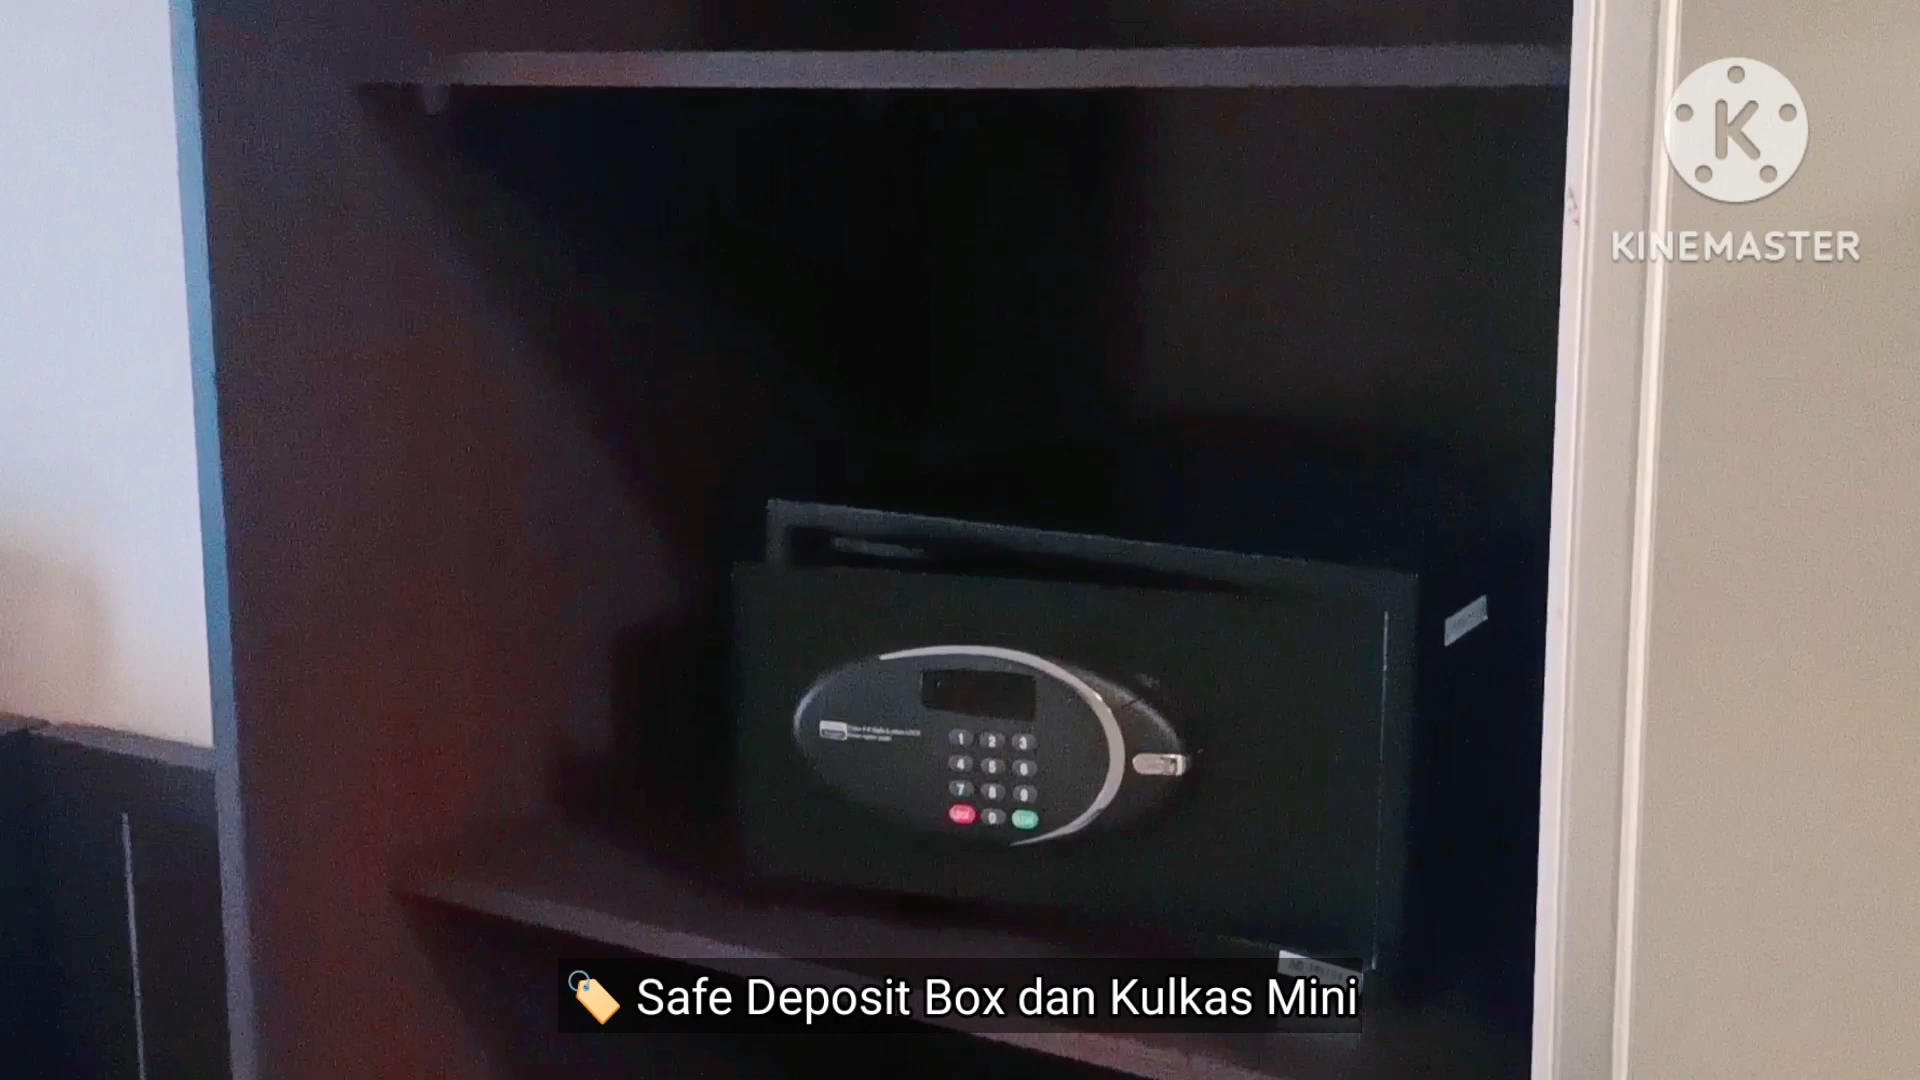 K
KINEMASTER
1 2 3
4 5 6
7 8 9
0
🏷️ Safe Deposit Box dan Kulkas Mini